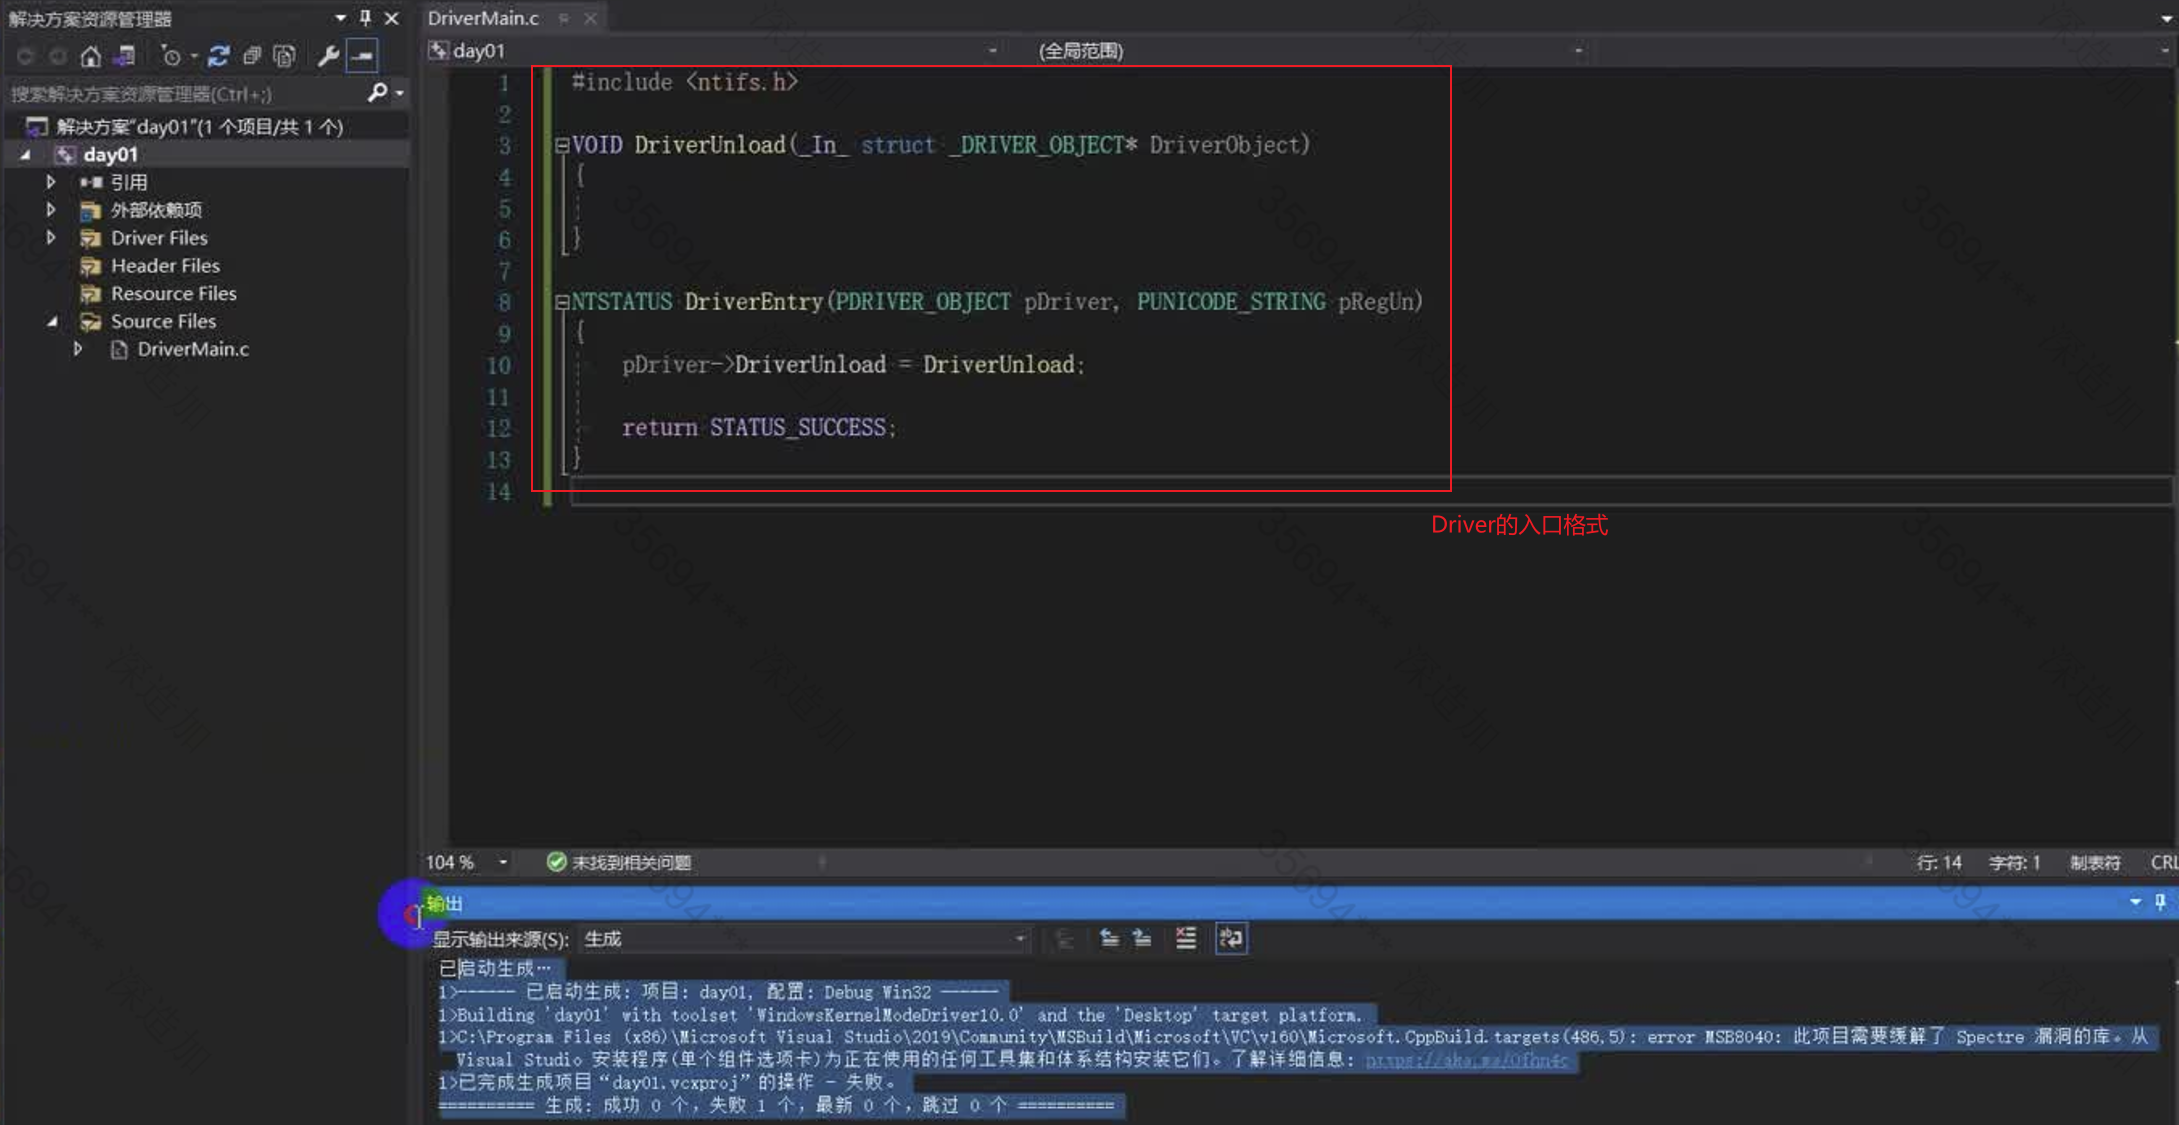 解决方案资源管理器
搜索解决方案资源管理器(Ctrl+;)
解决方案"day01"(1 个项目/共 1 个)
day01
引用
外部依赖项
Driver Files
Header Files
Resource Files
Source Files
DriverMain.c
DriverMain.c
day01
(全局范围)
1 #include <ntifs.h>
2
3 VOID DriverUnload(_In_ struct _DRIVER_OBJECT* DriverObject)
4 {
5
6 }
7
8 NTSTATUS DriverEntry(PDRIVER_OBJECT pDriver, PUNICODE_STRING pRegUn)
9 {
10 pDriver->DriverUnload = DriverUnload;
11
12 return STATUS_SUCCESS;
13 }
14
Driver的入口格式
104 %
未找到相关问题
行: 14 字符: 1 制表符 CRL
输出
显示输出来源(S): 生成
已启动生成…
1>------ 已启动生成: 项目: day01, 配置: Debug Win32 ------
1>Building 'day01' with toolset 'WindowsKernelModeDriver10.0' and the 'Desktop' target platform.
1>C:\Program Files (x86)\Microsoft Visual Studio\2019\Community\MSBuild\Microsoft\VC\v160\Microsoft.CppBuild.targets(486,5): error MSB8040: 此项目需要缓解了 Spectre 漏洞的库。从
Visual Studio 安装程序(单个组件选项卡)为正在使用的任何工具集和体系结构安装它们。了解详细信息: https://aka.ms/Ofhn4c
1>已完成生成项目“day01.vcxproj”的操作 - 失败。
========== 生成: 成功 0 个，失败 1 个，最新 0 个，跳过 0 个 ==========